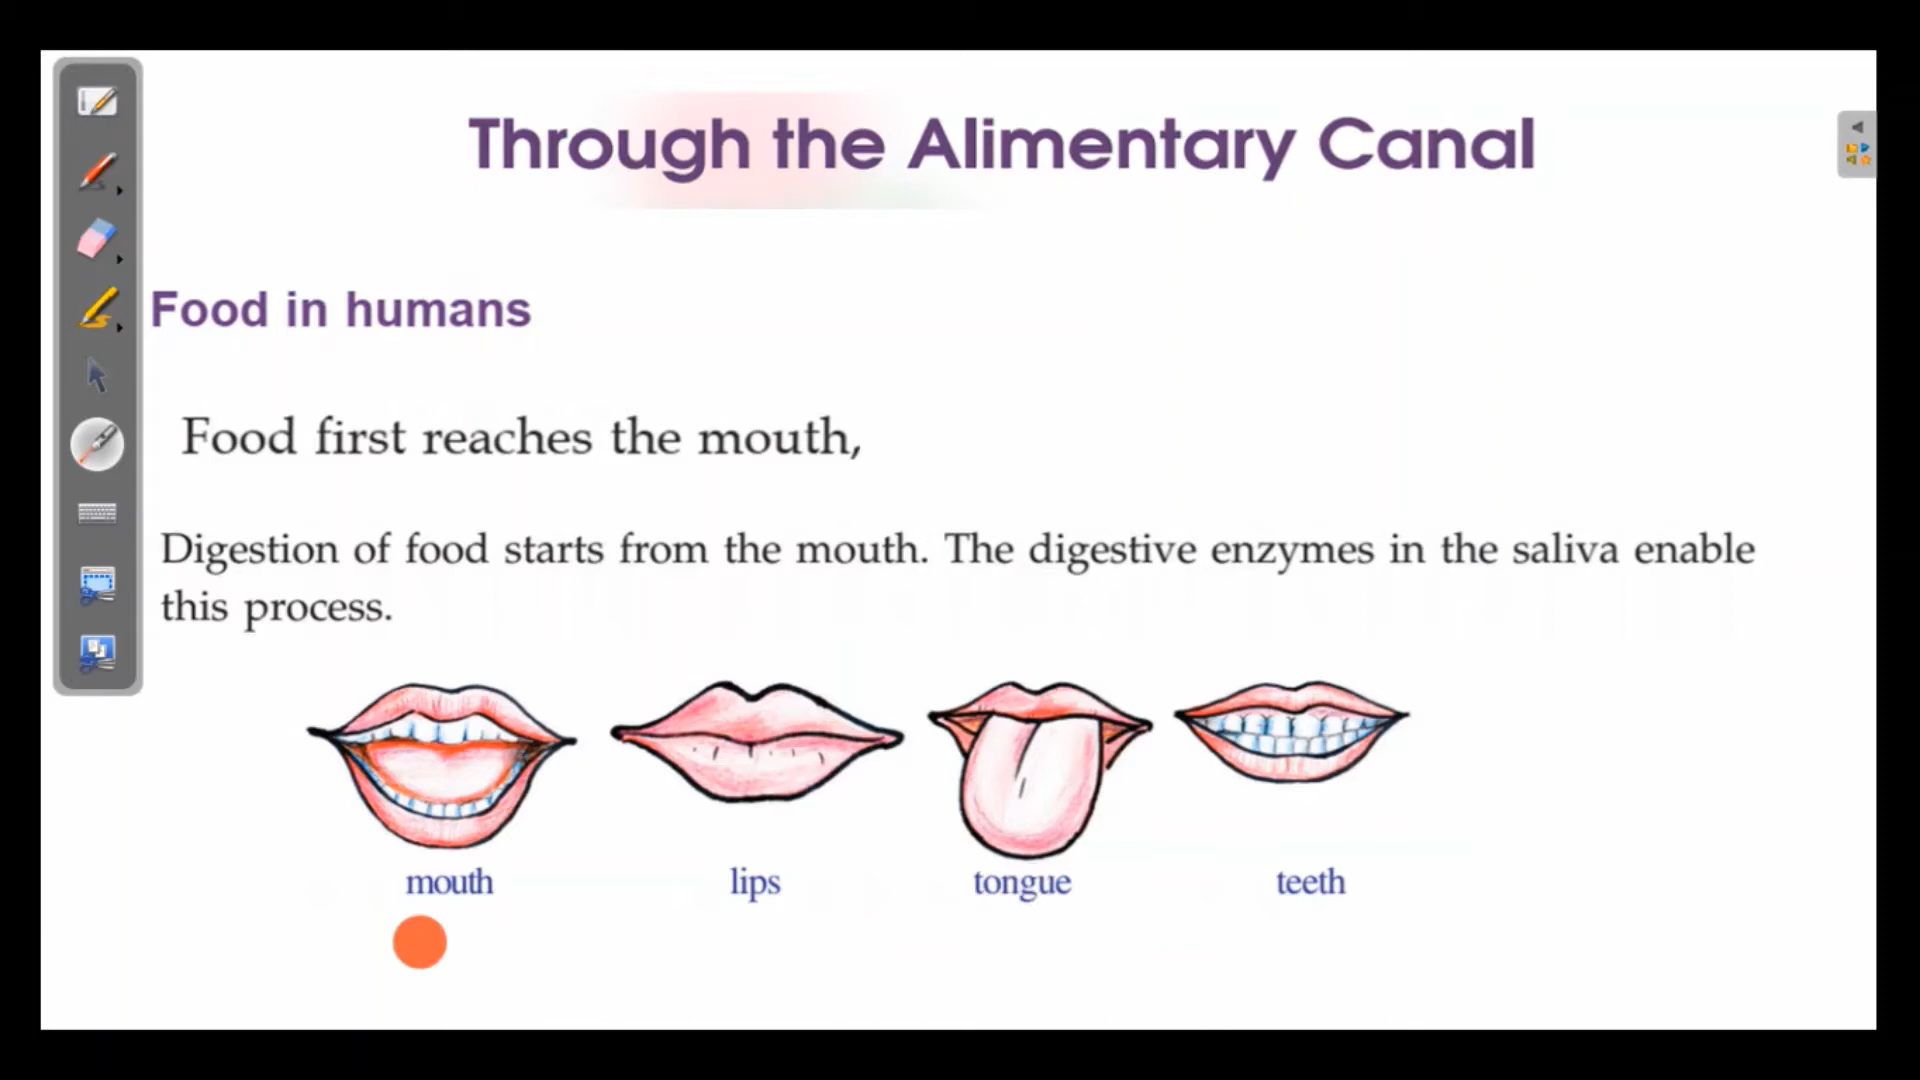 Through the Alimentary Canal
Food in humans
Food first reaches the mouth,
Digestion of food starts from the mouth. The digestive enzymes in the saliva enable
this process.
mouth lips tongue teeth